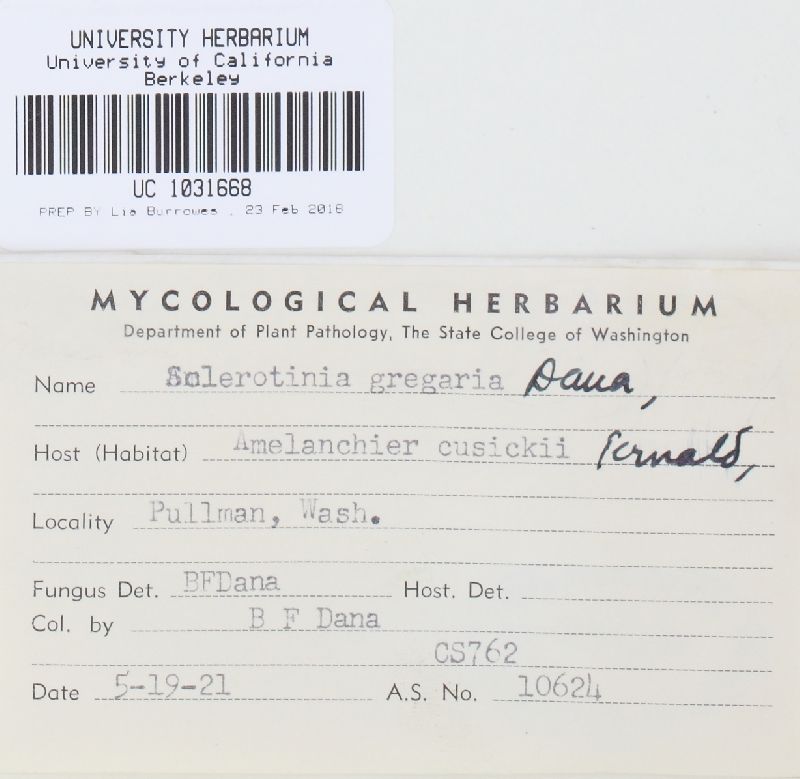 UNIVERSITY HERBARIUM
University of California
Berkeley
UC 1031668
PREP BY Lia Burrowes . 23 Feb 2016
MYCOLOGICAL HERBARIUM
Department of Plant Pathology, The State College of Washington
Name Sclerotinia gregaria Dana,
Host (Habitat) Amelanchier cusickii Fernald,
Locality Pullman, Wash.
Fungus Det. BFDana Host. Det.
Col. by B F Dana
CS762
Date 5-19-21 A.S. No. 10624